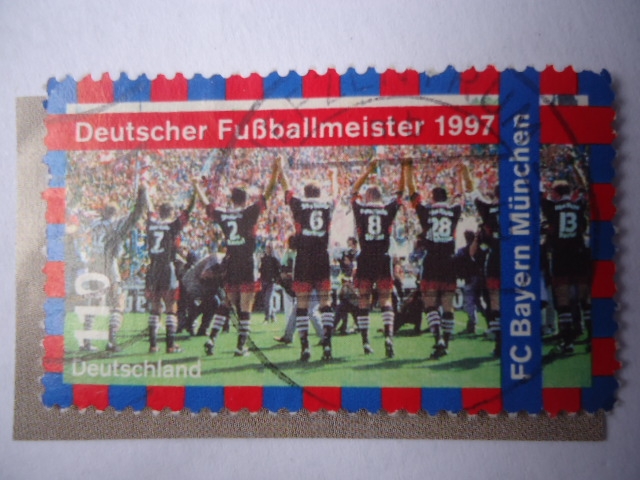 Deutscher Fußballmeister 1997
FC Bayern München
7
2
6
8
28
13
110
Deutschland